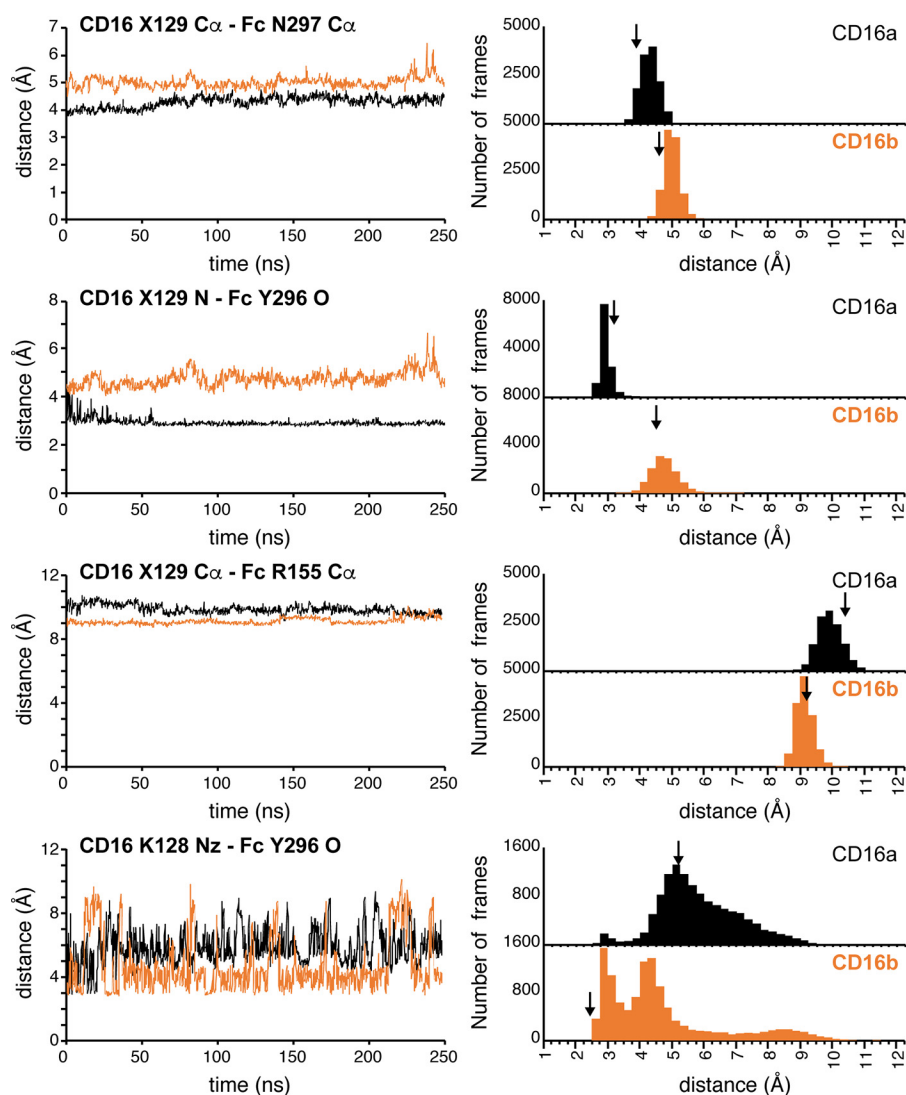 CD16 X129 Cα - Fc N297 Cα
distance (Å)
7
6
5
4
3
2
1
0
0 50 100 150 200 250
time (ns)
Number of frames
5000
2500
5000
2500
0
CD16a
CD16b
1 2 3 4 5 6 7 8 9 10 11 12
distance (Å)
CD16 X129 N - Fc Y296 O
distance (Å)
8
6
4
2
0
0 50 100 150 200 250
time (ns)
Number of frames
8000
4000
8000
4000
0
CD16a
CD16b
1 2 3 4 5 6 7 8 9 10 11 12
distance (Å)
CD16 X129 Cα - Fc R155 Cα
distance (Å)
12
10
8
6
4
2
0
0 50 100 150 200 250
time (ns)
Number of frames
5000
2500
5000
2500
0
CD16a
CD16b
1 2 3 4 5 6 7 8 9 10 11 12
distance (Å)
CD16 K128 Nz - Fc Y296 O
distance (Å)
12
8
6
4
2
0
0 50 100 150 200 250
time (ns)
Number of frames
1600
800
1600
800
0
CD16a
CD16b
1 2 3 4 5 6 7 8 9 10 11 12
distance (Å)